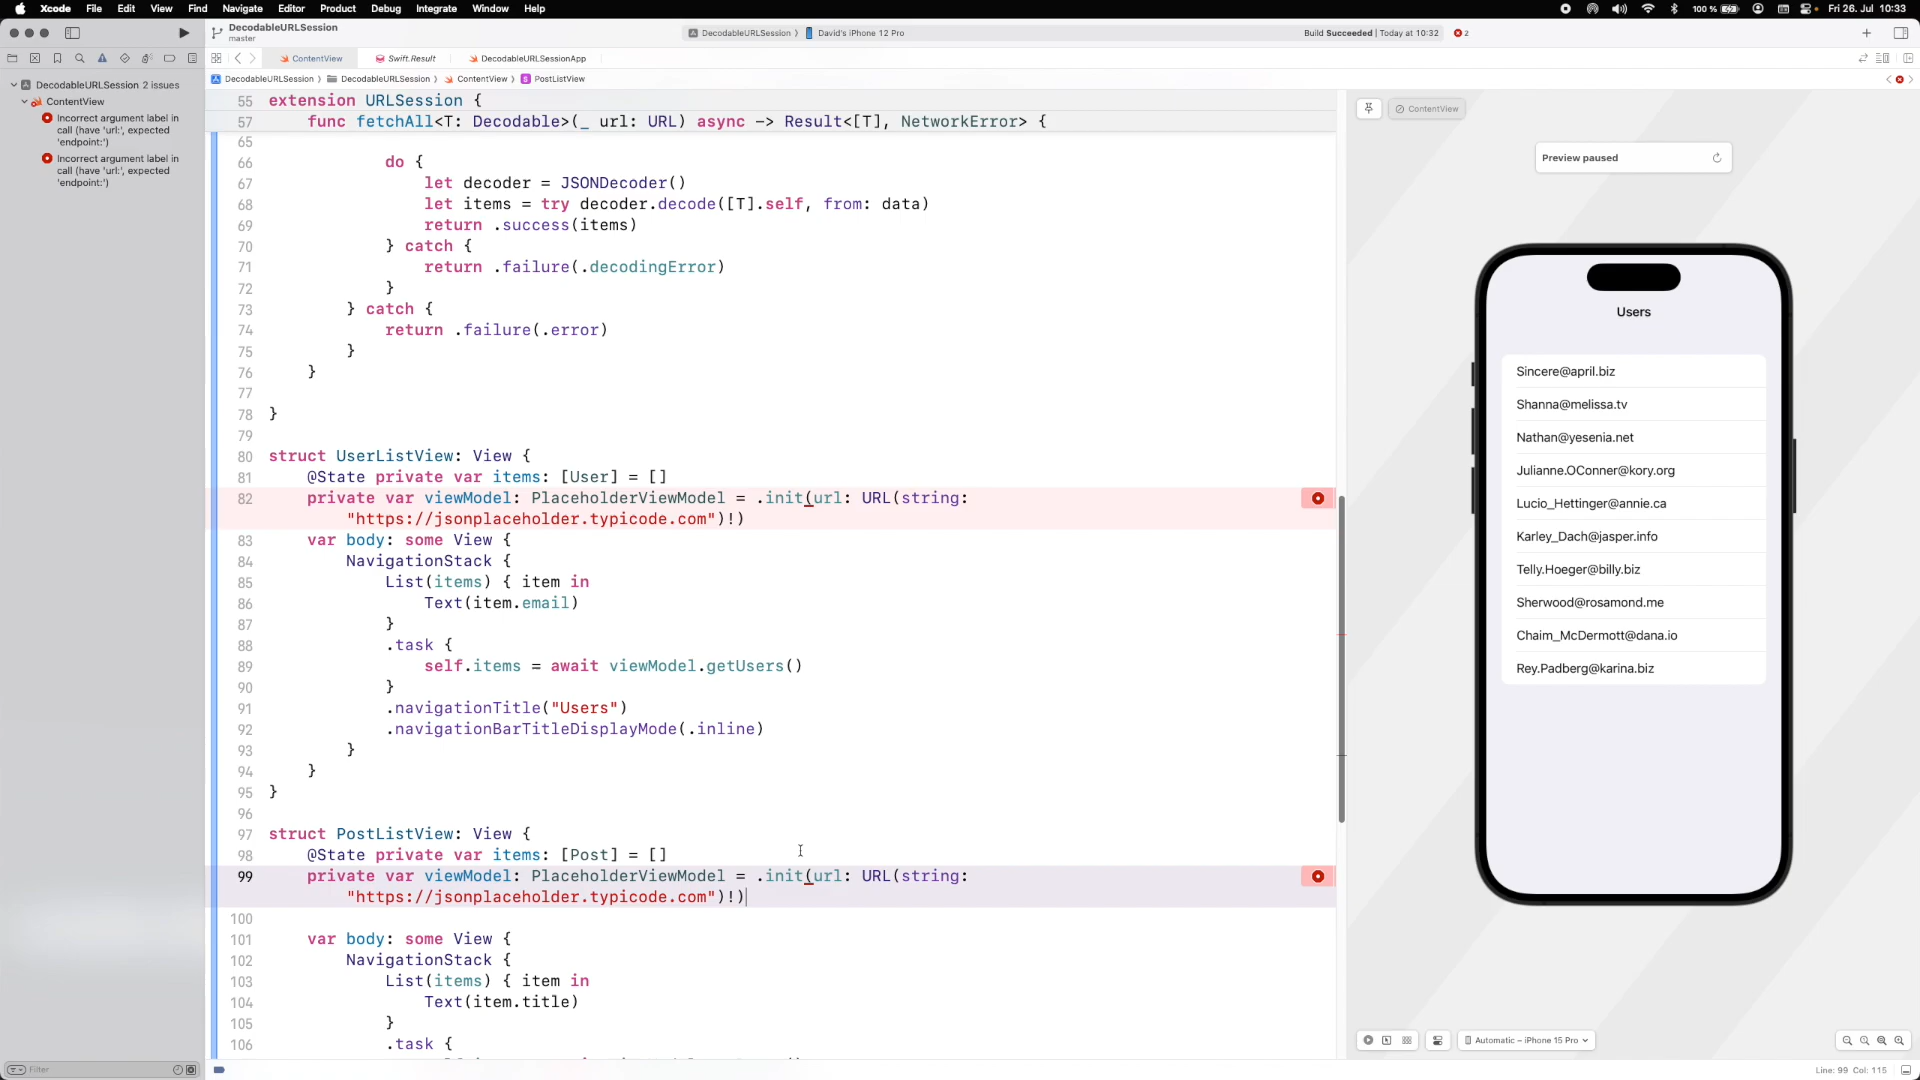 Xcode File Edit View Find Navigate Editor Product Debug Integrate Window Help
100 % Fri 26. Jul 10:33
DecodableURLSession
master
DecodableURLSession
David's iPhone 12 Pro
Build Succeeded | Today at 10:32
2
ContentView
Swift.Result
DecodableURLSessionApp
DecodableURLSession
DecodableURLSession
ContentView
PostListView
DecodableURLSession 2 issues
ContentView
Incorrect argument label in
call (have 'url:', expected
'endpoint:')
Incorrect argument label in
call (have 'url:', expected
'endpoint:')
Filter
55 extension URLSession {
57 func fetchAll<T: Decodable>(_ url: URL) async -> Result<[T], NetworkError> {
65
66 do {
67 let decoder = JSONDecoder()
68 let items = try decoder.decode([T].self, from: data)
69 return .success(items)
70 } catch {
71 return .failure(.decodingError)
72 }
73 } catch {
74 return .failure(.error)
75 }
76 }
77
78 }
79
80 struct UserListView: View {
81 @State private var items: [User] = []
82 private var viewModel: PlaceholderViewModel = .init(url: URL(string:
"https://jsonplaceholder.typicode.com")!)
83 var body: some View {
84 NavigationStack {
85 List(items) { item in
86 Text(item.email)
87 }
88 .task {
89 self.items = await viewModel.getUsers()
90 }
91 .navigationTitle("Users")
92 .navigationBarTitleDisplayMode(.inline)
93 }
94 }
95 }
96
97 struct PostListView: View {
98 @State private var items: [Post] = []
99 private var viewModel: PlaceholderViewModel = .init(url: URL(string:
"https://jsonplaceholder.typicode.com")!)
100
101 var body: some View {
102 NavigationStack {
103 List(items) { item in
104 Text(item.title)
105 }
106 .task {
ContentView
Preview paused
Users
Sincere@april.biz
Shanna@melissa.tv
Nathan@yesenia.net
Julianne.OConner@kory.org
Lucio_Hettinger@annie.ca
Karley_Dach@jasper.info
Telly.Hoeger@billy.biz
Sherwood@rosamond.me
Chaim_McDermott@dana.io
Rey.Padberg@karina.biz
Automatic – iPhone 15 Pro
Line: 99 Col: 115